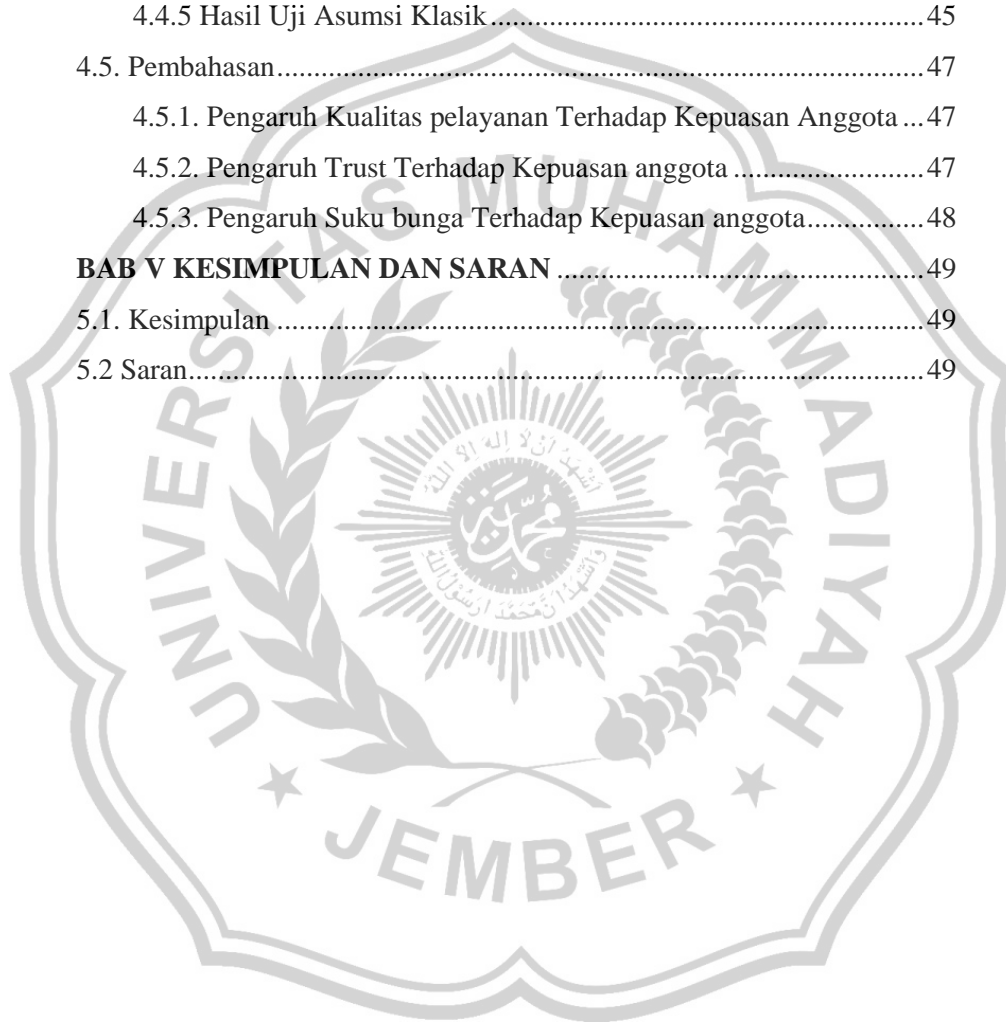 4.4.5 Hasil Uji Asumsi Klasik......................................................................45
4.5. Pembahasan.........................................................................................................47
4.5.1. Pengaruh Kualitas pelayanan Terhadap Kepuasan Anggota ...47
4.5.2. Pengaruh Trust Terhadap Kepuasan anggota ...............................47
4.5.3. Pengaruh Suku bunga Terhadap Kepuasan anggota...................48
BAB V KESIMPULAN DAN SARAN ...........................................................49
5.1. Kesimpulan .........................................................................................................49
5.2 Saran.......................................................................................................................49
UNIVERSITAS MUHAMMADIYAH
JEMBER